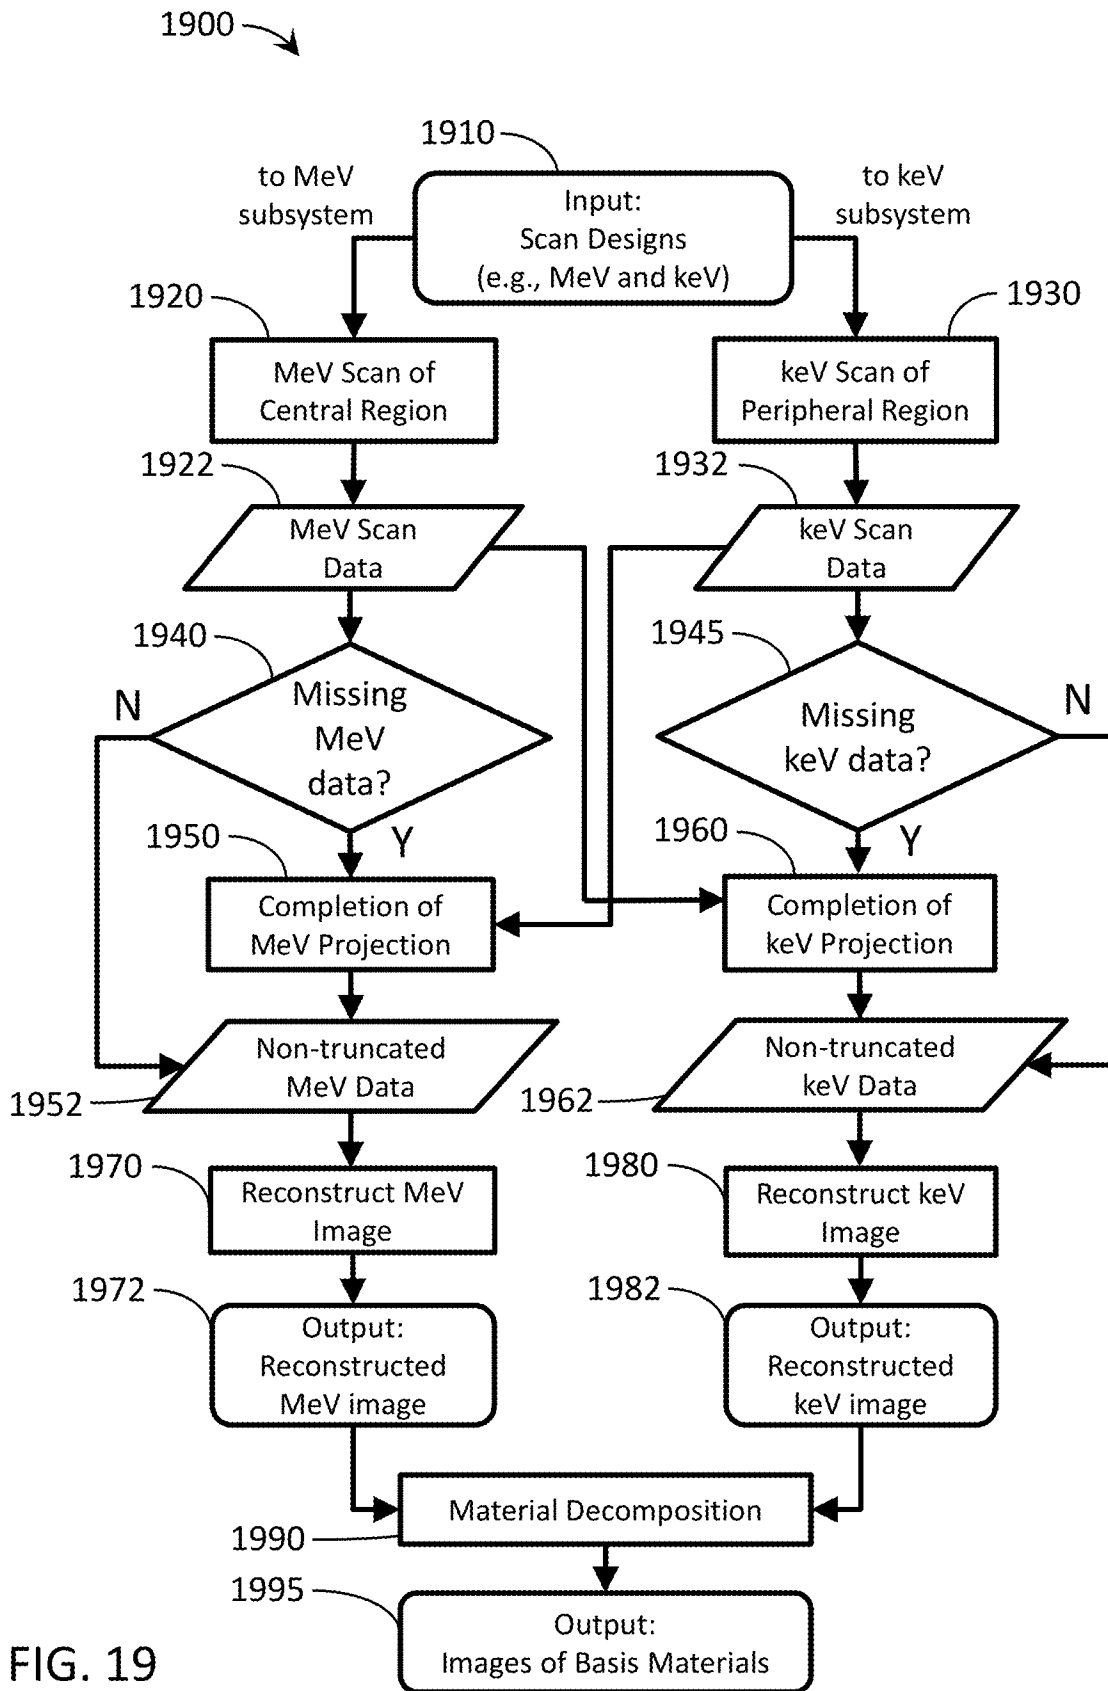 1900
1910
to MeV
subsystem
to keV
subsystem
Input:
Scan Designs
(e.g., MeV and keV)
1920
1930
MeV Scan of
Central Region
keV Scan of
Peripheral Region
1922
1932
MeV Scan
Data
keV Scan
Data
1940
1945
N
Missing
MeV
data?
Missing
keV data?
N
1950
Y
1960
Y
Completion of
MeV Projection
Completion of
keV Projection
Non-truncated
MeV Data
Non-truncated
keV Data
1952
1962
1970
1980
Reconstruct MeV
Image
Reconstruct keV
Image
1972
1982
Output:
Reconstructed
MeV image
Output:
Reconstructed
keV image
Material Decomposition
1990
1995
Output:
Images of Basis Materials
FIG. 19